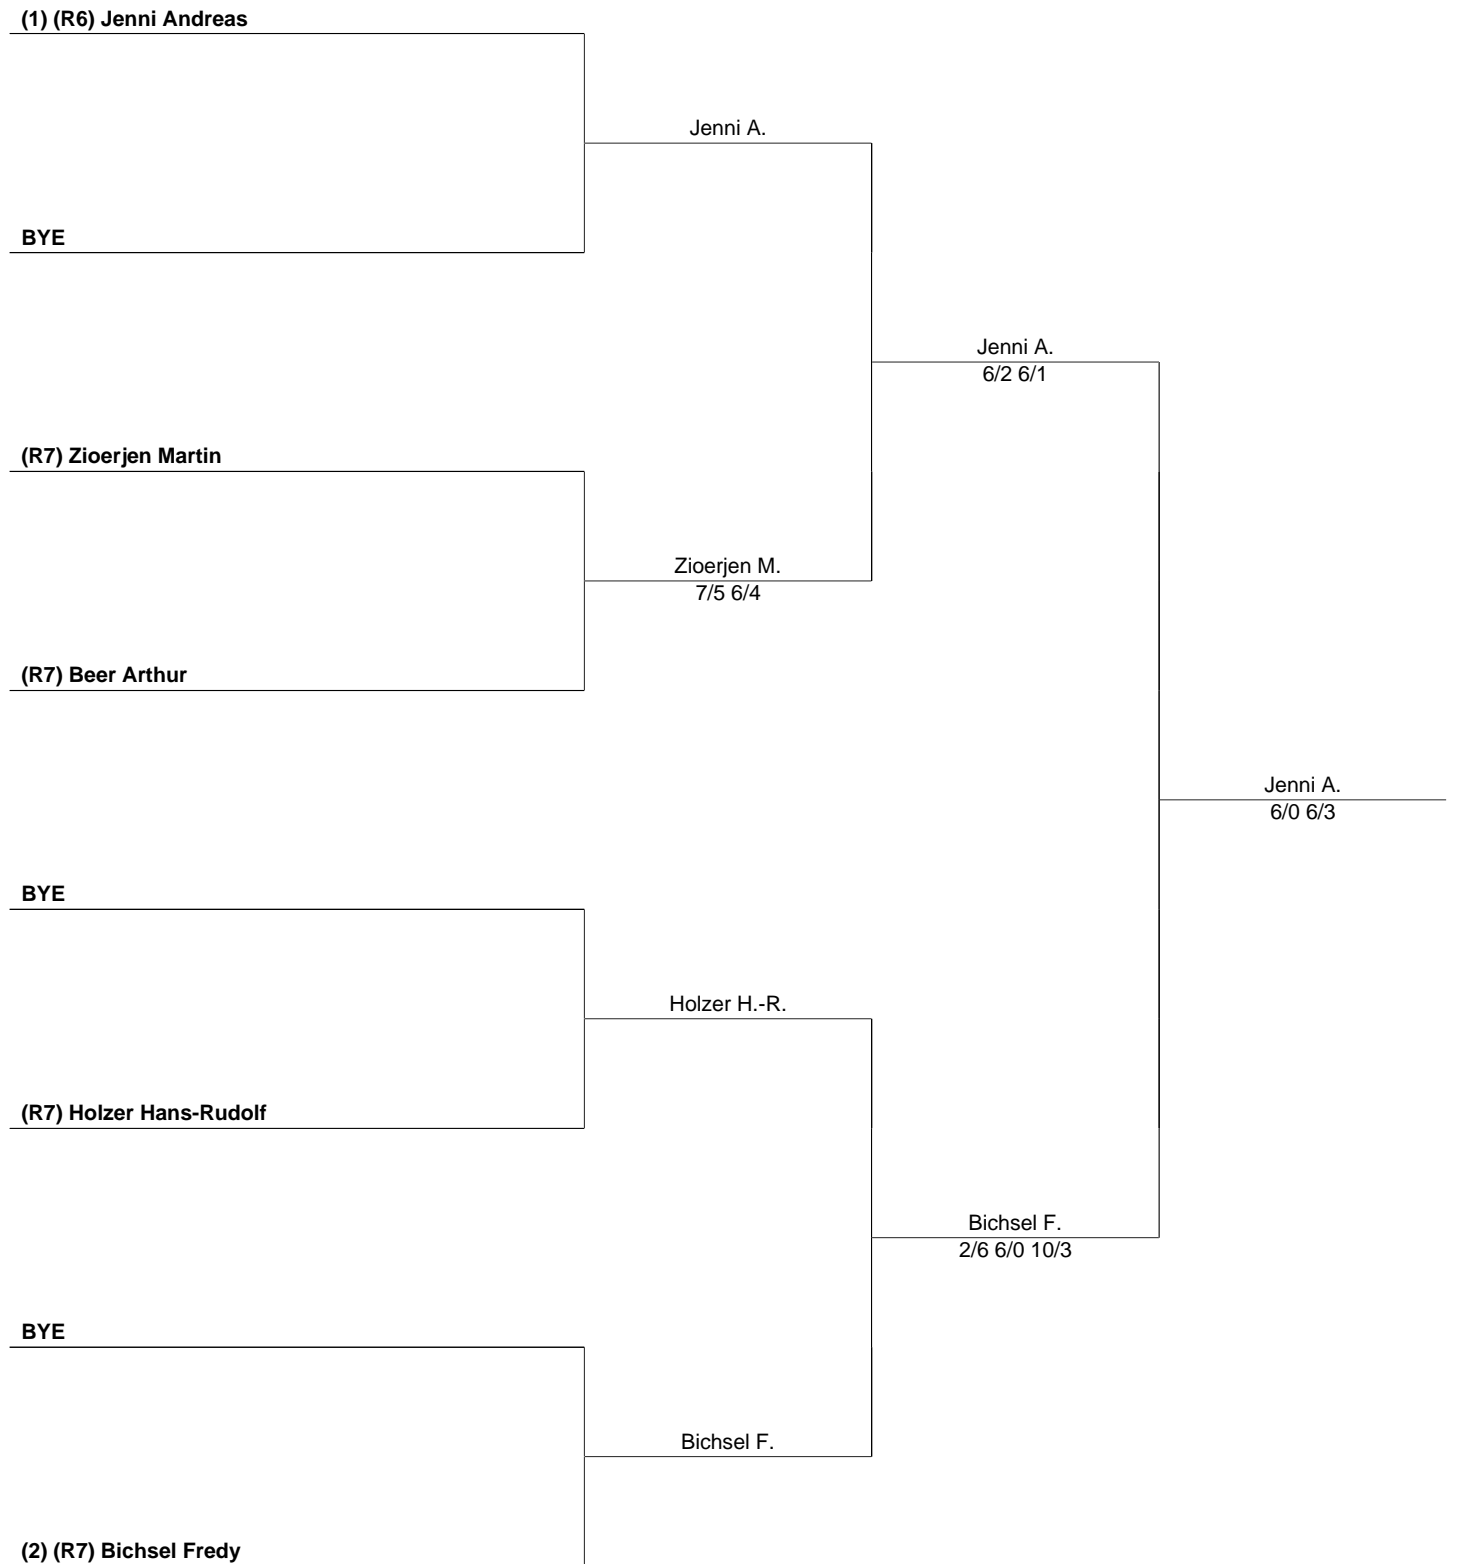 (1) (R6) Jenni Andreas
Jenni A.
BYE
Jenni A.
6/2 6/1
(R7) Zioerjen Martin
Zioerjen M.
7/5 6/4
(R7) Beer Arthur
Jenni A.
6/0 6/3
BYE
Holzer H.-R.
(R7) Holzer Hans-Rudolf
Bichsel F.
2/6 6/0 10/3
BYE
Bichsel F.
(2) (R7) Bichsel Fredy